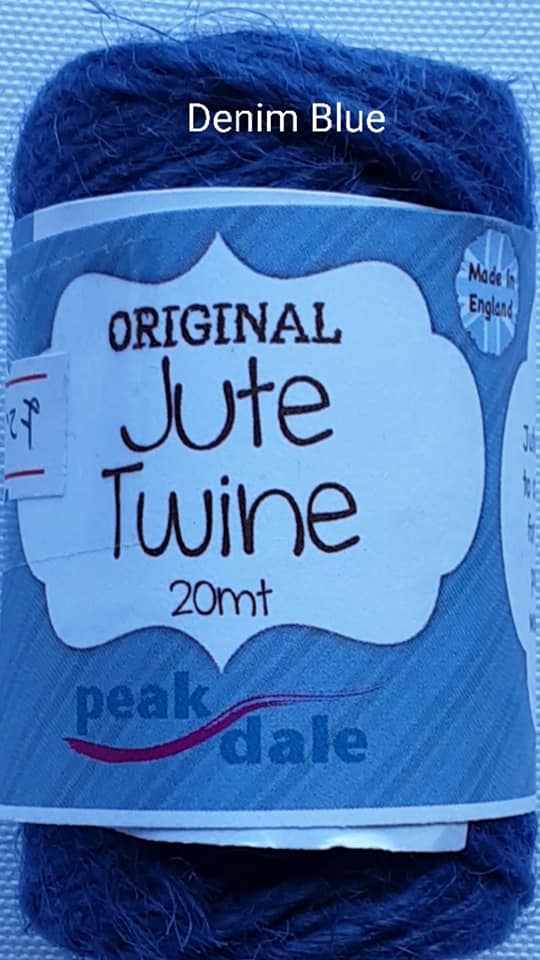 Denim Blue
Made In
England
ORIGINAL
Jute
Twine
20mt
peak
dale